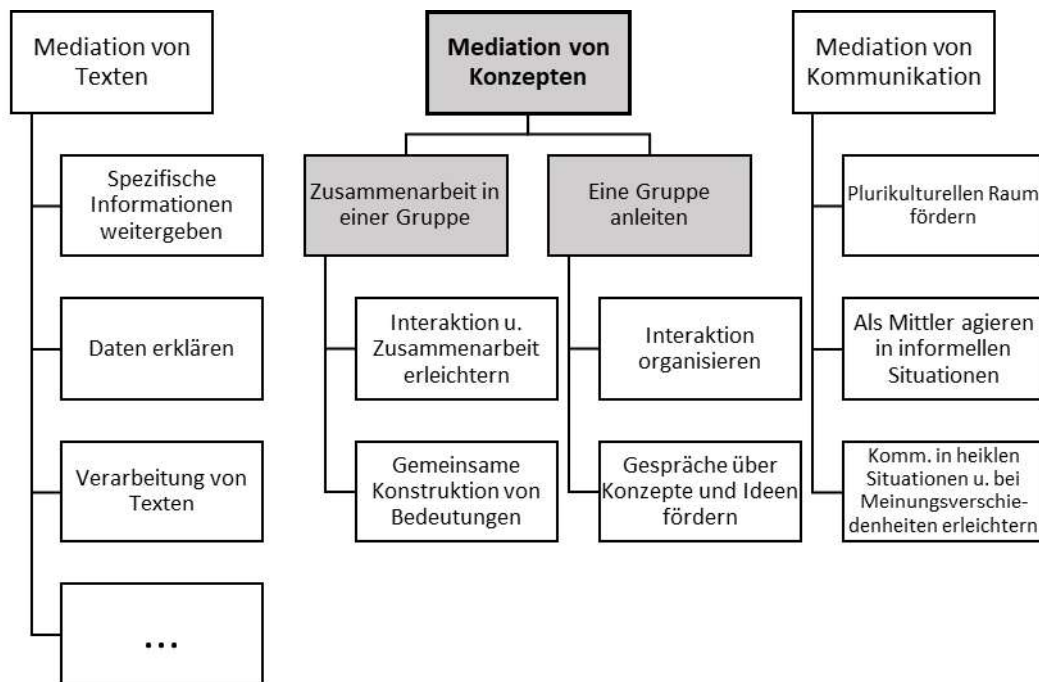 Mediation von
Texten
Mediation von
Konzepten
Mediation von
Kommunikation
Spezifische
Informationen
weitergeben
Zusammenarbeit in
einer Gruppe
Eine Gruppe
anleiten
Plurikulturellen Raum
fördern
Daten erklären
Interaktion u.
Zusammenarbeit
erleichtern
Interaktion
organisieren
Als Mittler agieren
in informellen
Situationen
Verarbeitung von
Texten
Gemeinsame
Konstruktion von
Bedeutungen
Gespräche über
Konzepte und Ideen
fördern
Komm. in heiklen
Situationen u. bei
Meinungsverschie-
denheiten erleichtern
...